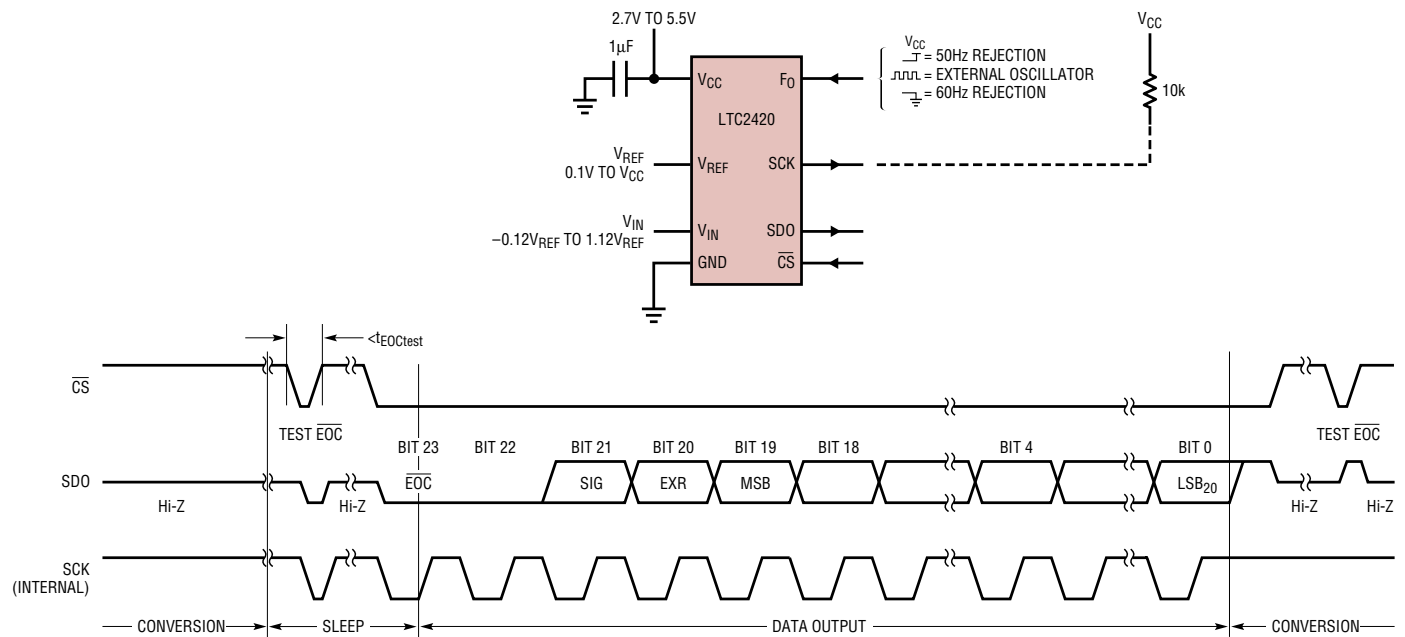 2.7V TO 5.5V
1µF
VCC
FO
VCC
= 50Hz REJECTION
= EXTERNAL OSCILLATOR
= 60Hz REJECTION
VCC
10k
LTC2420
VREF
0.1V TO VCC
VREF
SCK
VIN
−0.12VREF TO 1.12VREF
VIN
SDO
GND
CS
<tEOCtest
CS
TEST EOC
TEST EOC
BIT 23
BIT 22
BIT 21
BIT 20
BIT 19
BIT 18
BIT 4
BIT 0
SDO
EOC
SIG
EXR
MSB
LSB20
Hi-Z
Hi-Z
Hi-Z
Hi-Z
SCK
(INTERNAL)
CONVERSION
SLEEP
DATA OUTPUT
CONVERSION